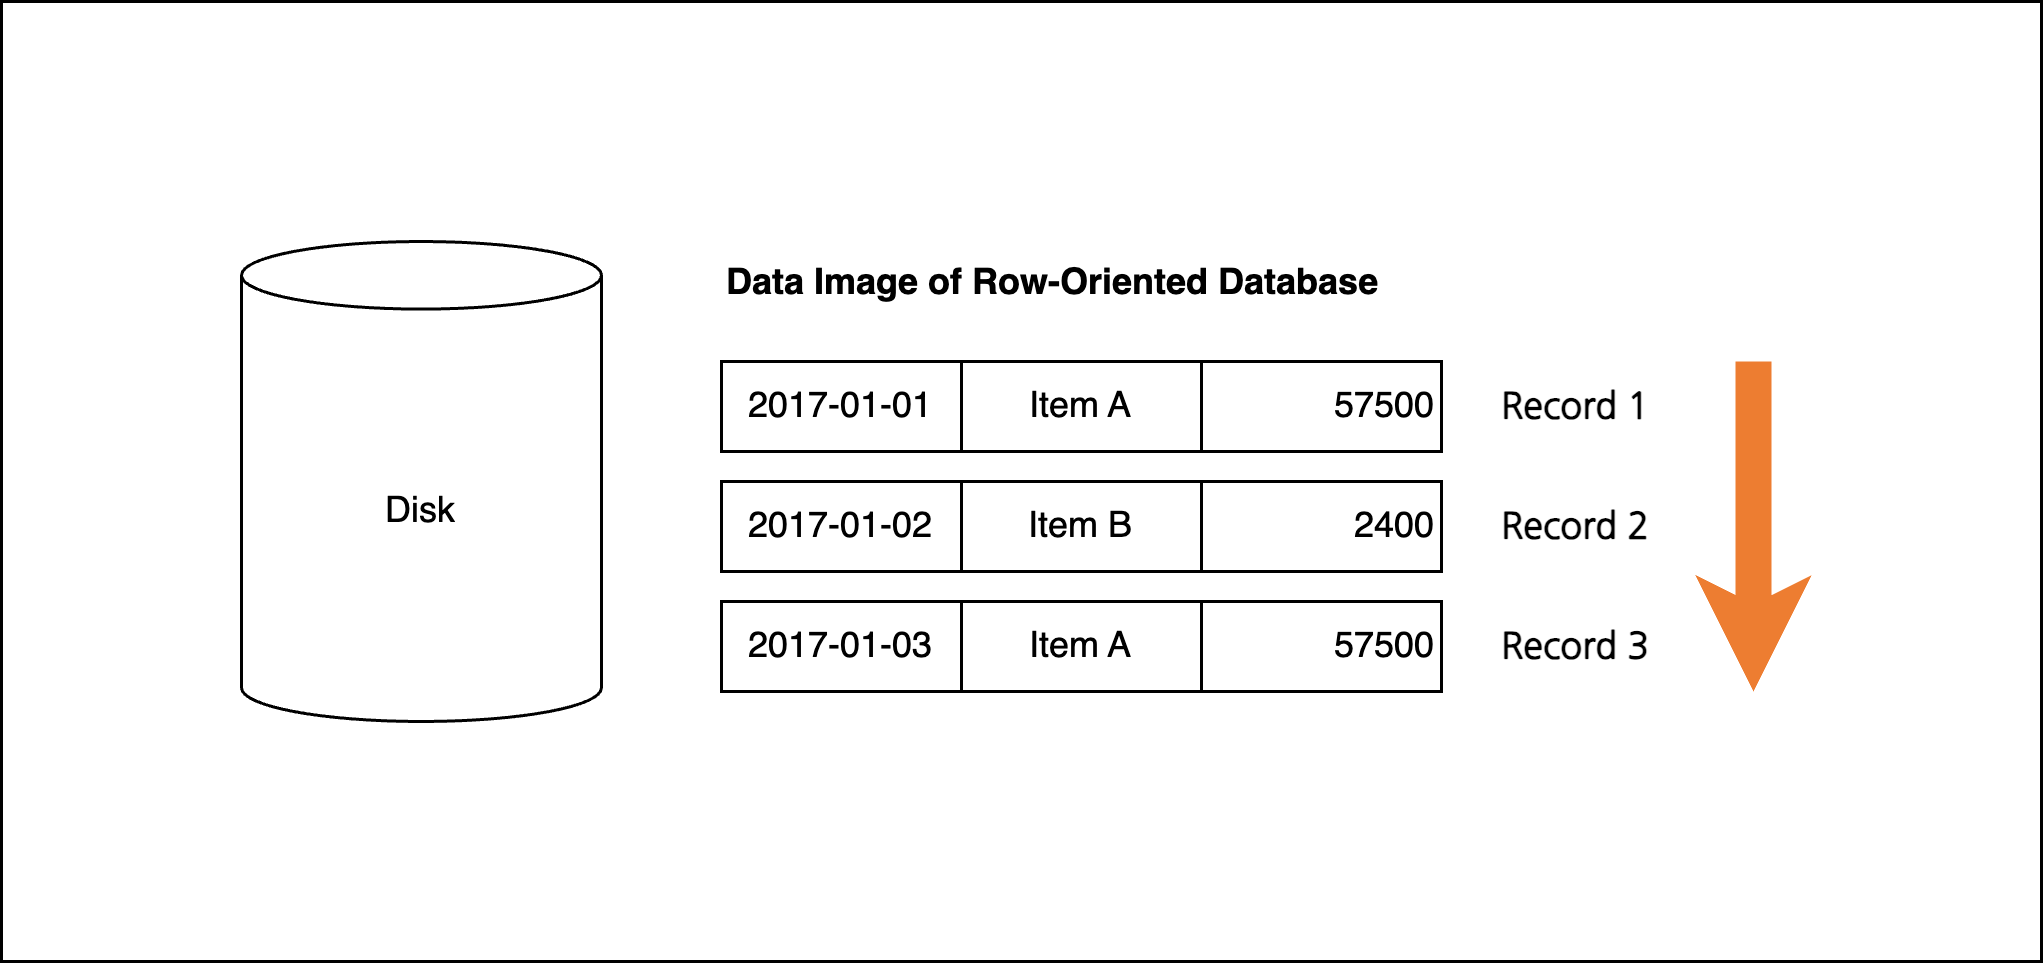 Data Image of Row-Oriented Database
Disk
2017-01-01 Item A 57500 Record 1
2017-01-02 Item B 2400 Record 2
2017-01-03 Item A 57500 Record 3